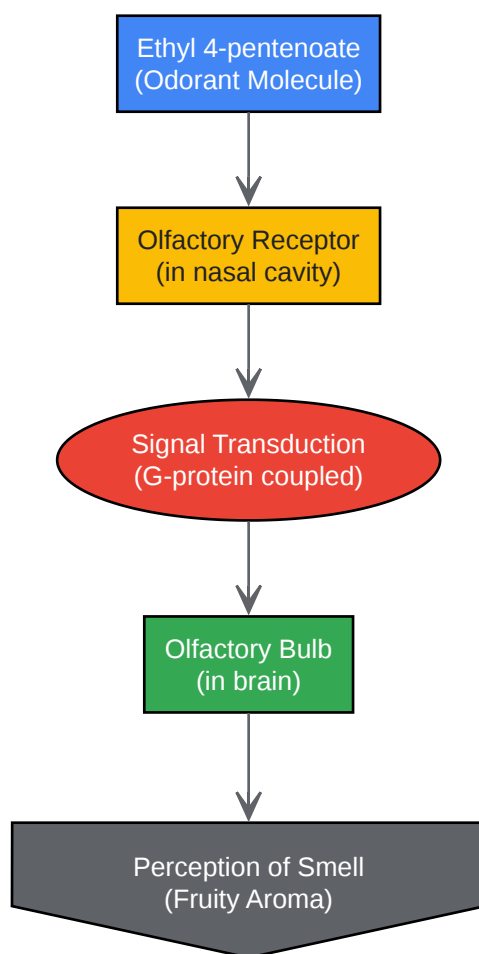 Ethyl 4-pentenoate
(Odorant Molecule)
Olfactory Receptor
(in nasal cavity)
Signal Transduction
(G-protein coupled)
Olfactory Bulb
(in brain)
Perception of Smell
(Fruity Aroma)